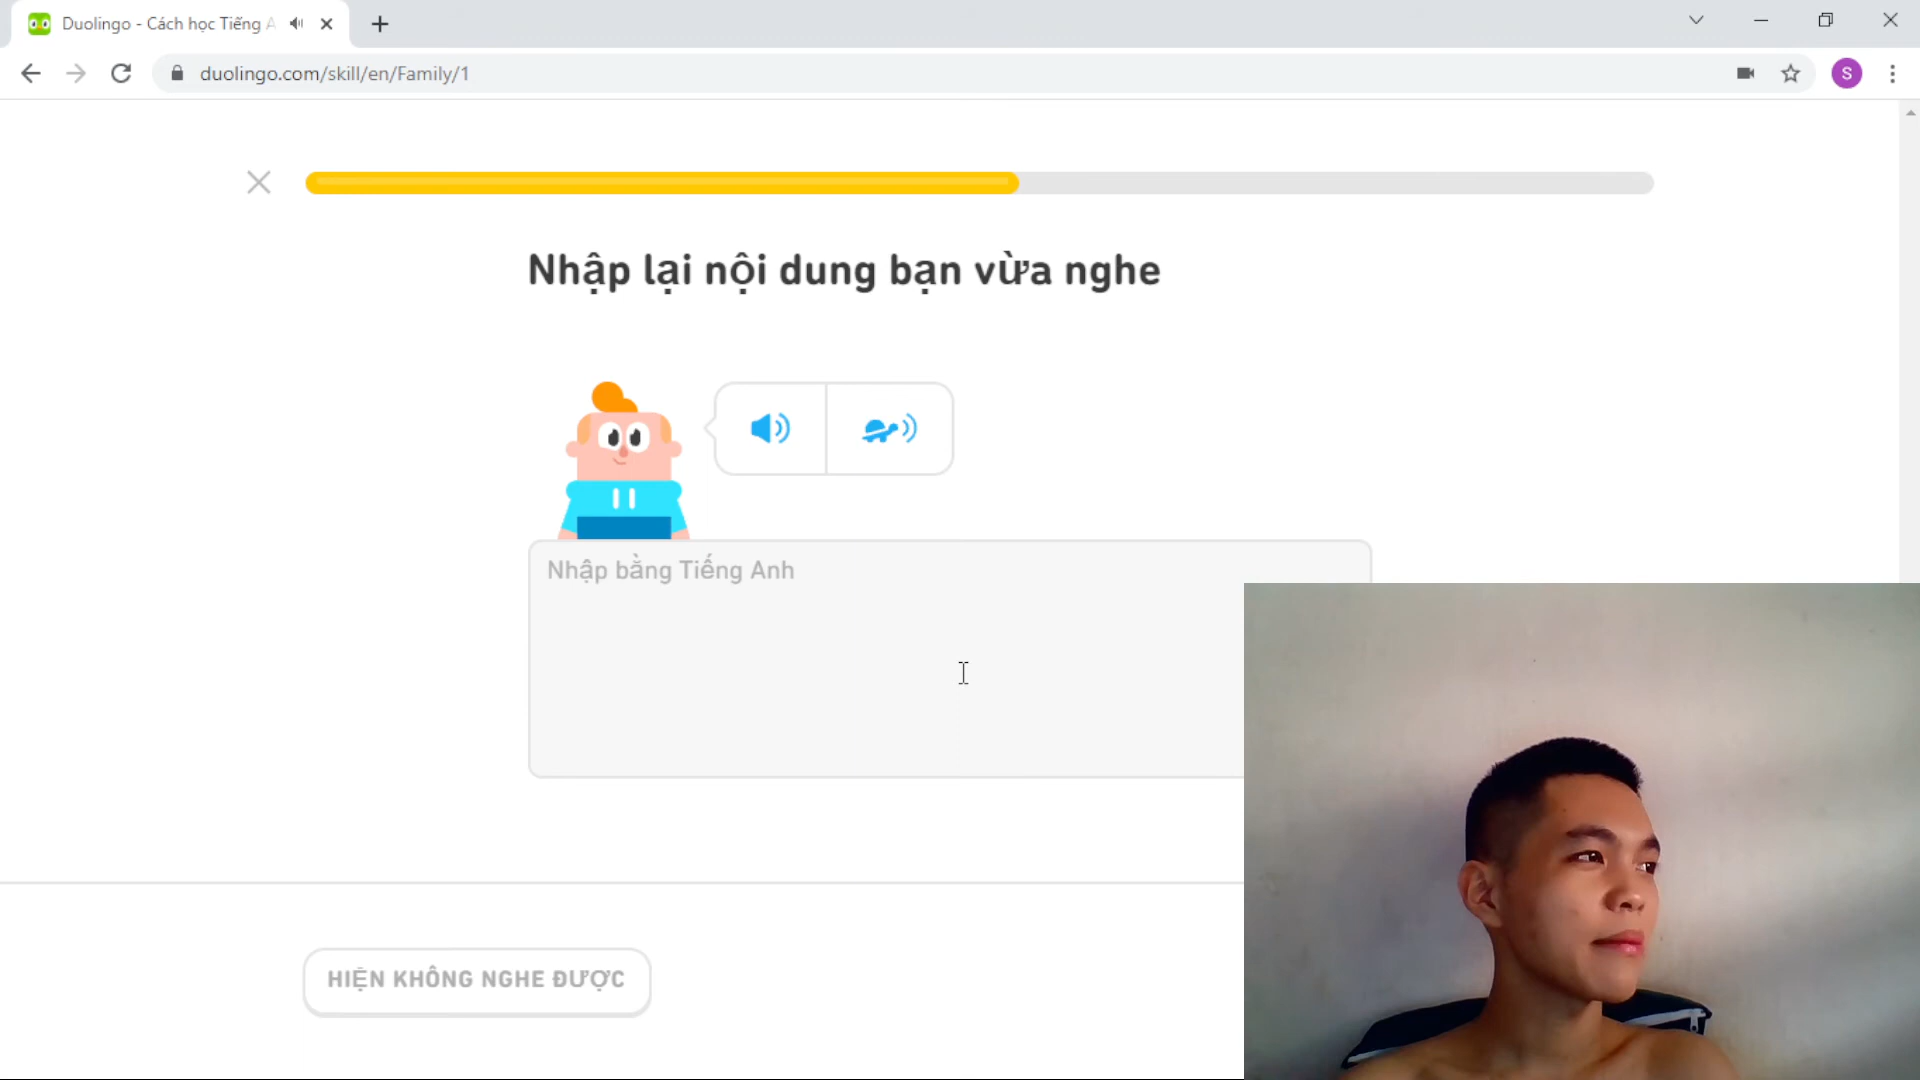 Duolingo - Cách học Tiếng A
duolingo.com/skill/en/Family/1
S
Nhập lại nội dung bạn vừa nghe
Nhập bằng Tiếng Anh
HIỆN KHÔNG NGHE ĐƯỢC